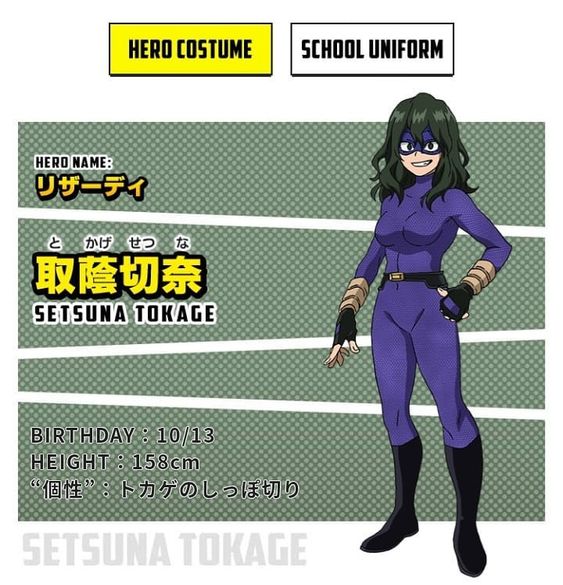 HERO COSTUME
SCHOOL UNIFORM
HERO NAME:
リザーディ
と かげ せつ な
取蔭切奈
SETSUNA TOKAGE
BIRTHDAY：10/13
HEIGHT：158cm
“個性”：トカゲのしっぽ切り
SETSUNA TOKAGE